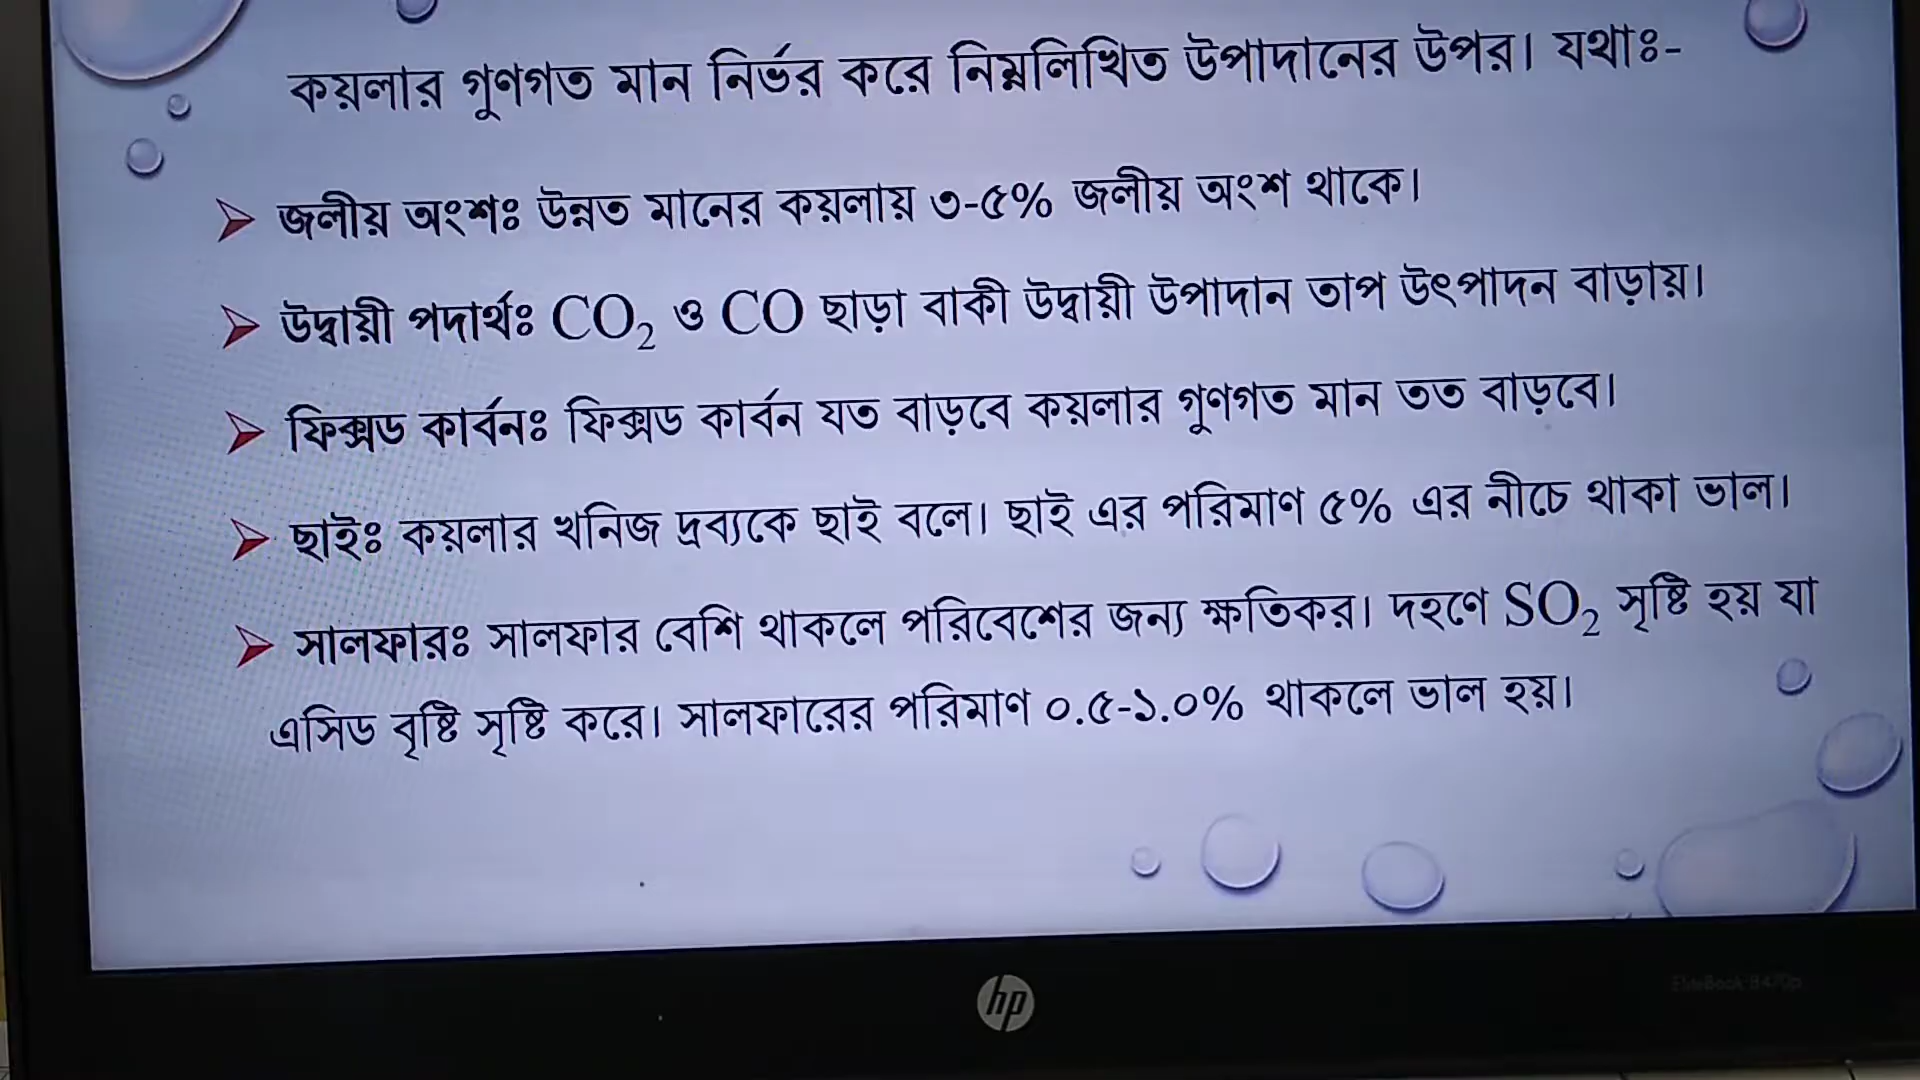 কয়লার গুণগত মান নির্ভর করে নিম্নলিখিত উপাদানের উপর। যথাঃ-
➢ জলীয় অংশঃ উন্নত মানের কয়লায় ৩-৫% জলীয় অংশ থাকে।
➢ উদ্বায়ী পদার্থঃ CO₂ ও CO ছাড়া বাকী উদ্বায়ী উপাদান তাপ উৎপাদন বাড়ায়।
➢ ফিক্সড কার্বনঃ ফিক্সড কার্বন যত বাড়বে কয়লার গুণগত মান তত বাড়বে।
➢ ছাইঃ কয়লার খনিজ দ্রব্যকে ছাই বলে। ছাই এর পরিমাণ ৫% এর নীচে থাকা ভাল।
➢ সালফারঃ সালফার বেশি থাকলে পরিবেশের জন্য ক্ষতিকর। দহণে SO₂ সৃষ্টি হয় যা
এসিড বৃষ্টি সৃষ্টি করে। সালফারের পরিমাণ ০.৫-১.০% থাকলে ভাল হয়।
hp
EliteBook 8470p